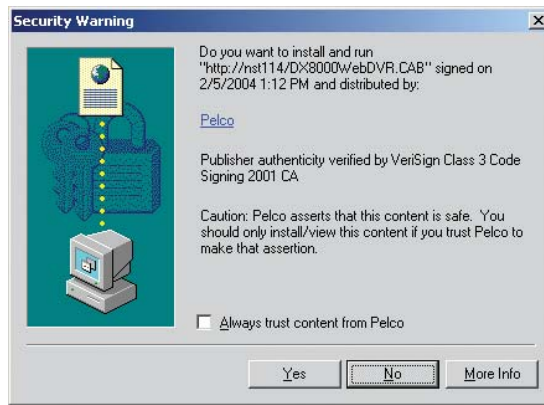 Security Warning
Do you want to install and run
"http://nst114/DX8000WebDVR.CAB" signed on
2/5/2004 1:12 PM and distributed by:
Pelco
Publisher authenticity verified by VeriSign Class 3 Code
Signing 2001 CA
Caution: Pelco asserts that this content is safe. You
should only install/view this content if you trust Pelco to
make that assertion.
Always trust content from Pelco
Yes No More Info